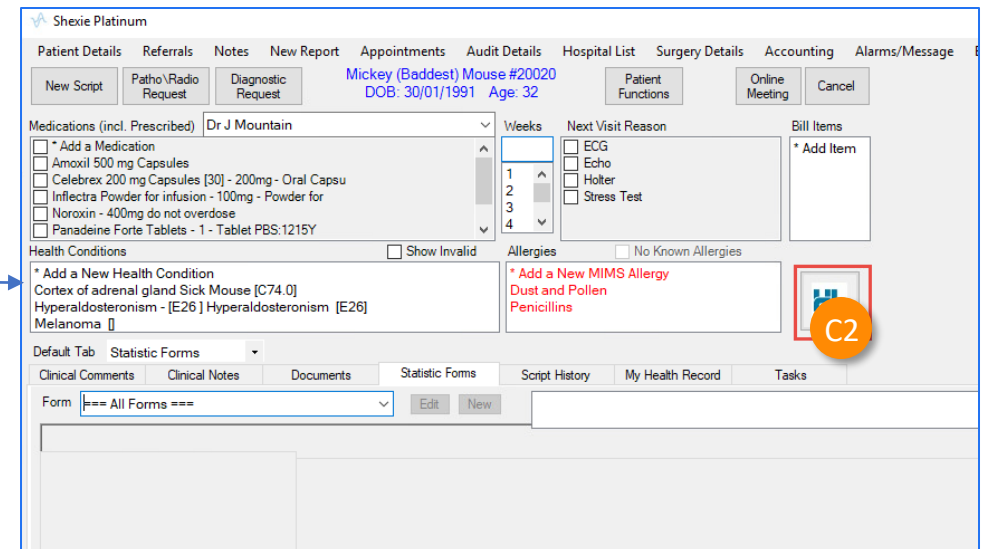 Shexie Platinum
Patient Details Referrals Notes New Report Appointments Audit Details Hospital List Surgery Details Accounting Alarms/Message
New Script Patho\Radio Request Diagnostic Request Mickey (Baddest) Mouse #20020 Patient Functions Online Meeting Cancel
DOB: 30/01/1991 Age: 32
Medications (incl. Prescribed) Dr J Mountain Weeks Next Visit Reason Bill Items
* Add a Medication ECG * Add Item
Amoxil 500 mg Capsules Echo
Celebrex 200 mg Capsules [30] - 200mg - Oral Capsu 1 Holter
Inflectra Powder for infusion - 100mg - Powder for 2 Stress Test
Noroxin - 400mg do not overdose 3
Panadeine Forte Tablets - 1 - Tablet PBS:1215Y 4
Health Conditions Show Invalid Allergies No Known Allergies
* Add a New Health Condition * Add a New MIMS Allergy
Cortex of adrenal gland Sick Mouse [C74.0] Dust and Pollen
Hyperaldosteronism - [E26 ] Hyperaldosteronism [E26] Penicillins
Melanoma []
C2
Default Tab Statistic Forms
Clinical Comments Clinical Notes Documents Statistic Forms Script History My Health Record Tasks
Form === All Forms === Edit New